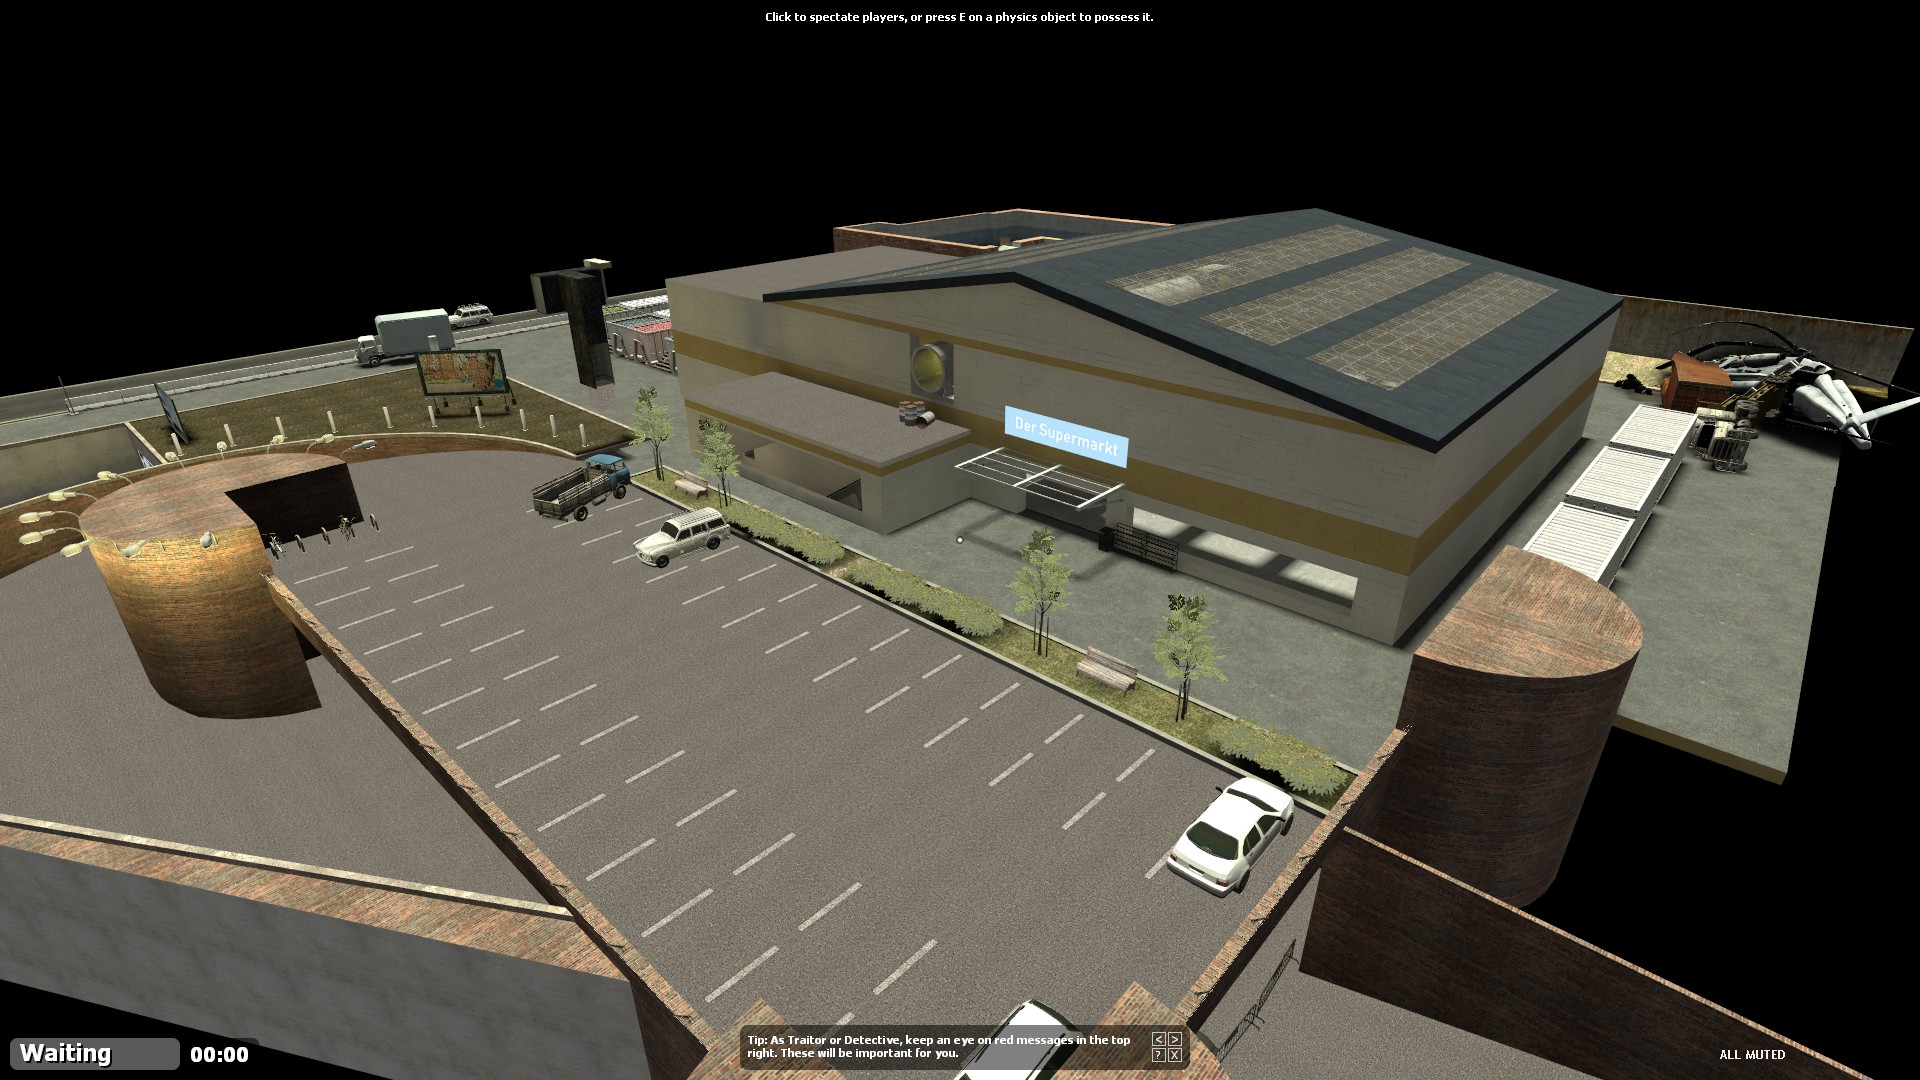 Click to spectate players, or press E on a physics object to possess it.
Der Supermarkt
Tip: As Traitor or Detective, keep an eye on red messages in the top
right. These will be important for you.
< >
? X
Waiting 00:00
ALL MUTED